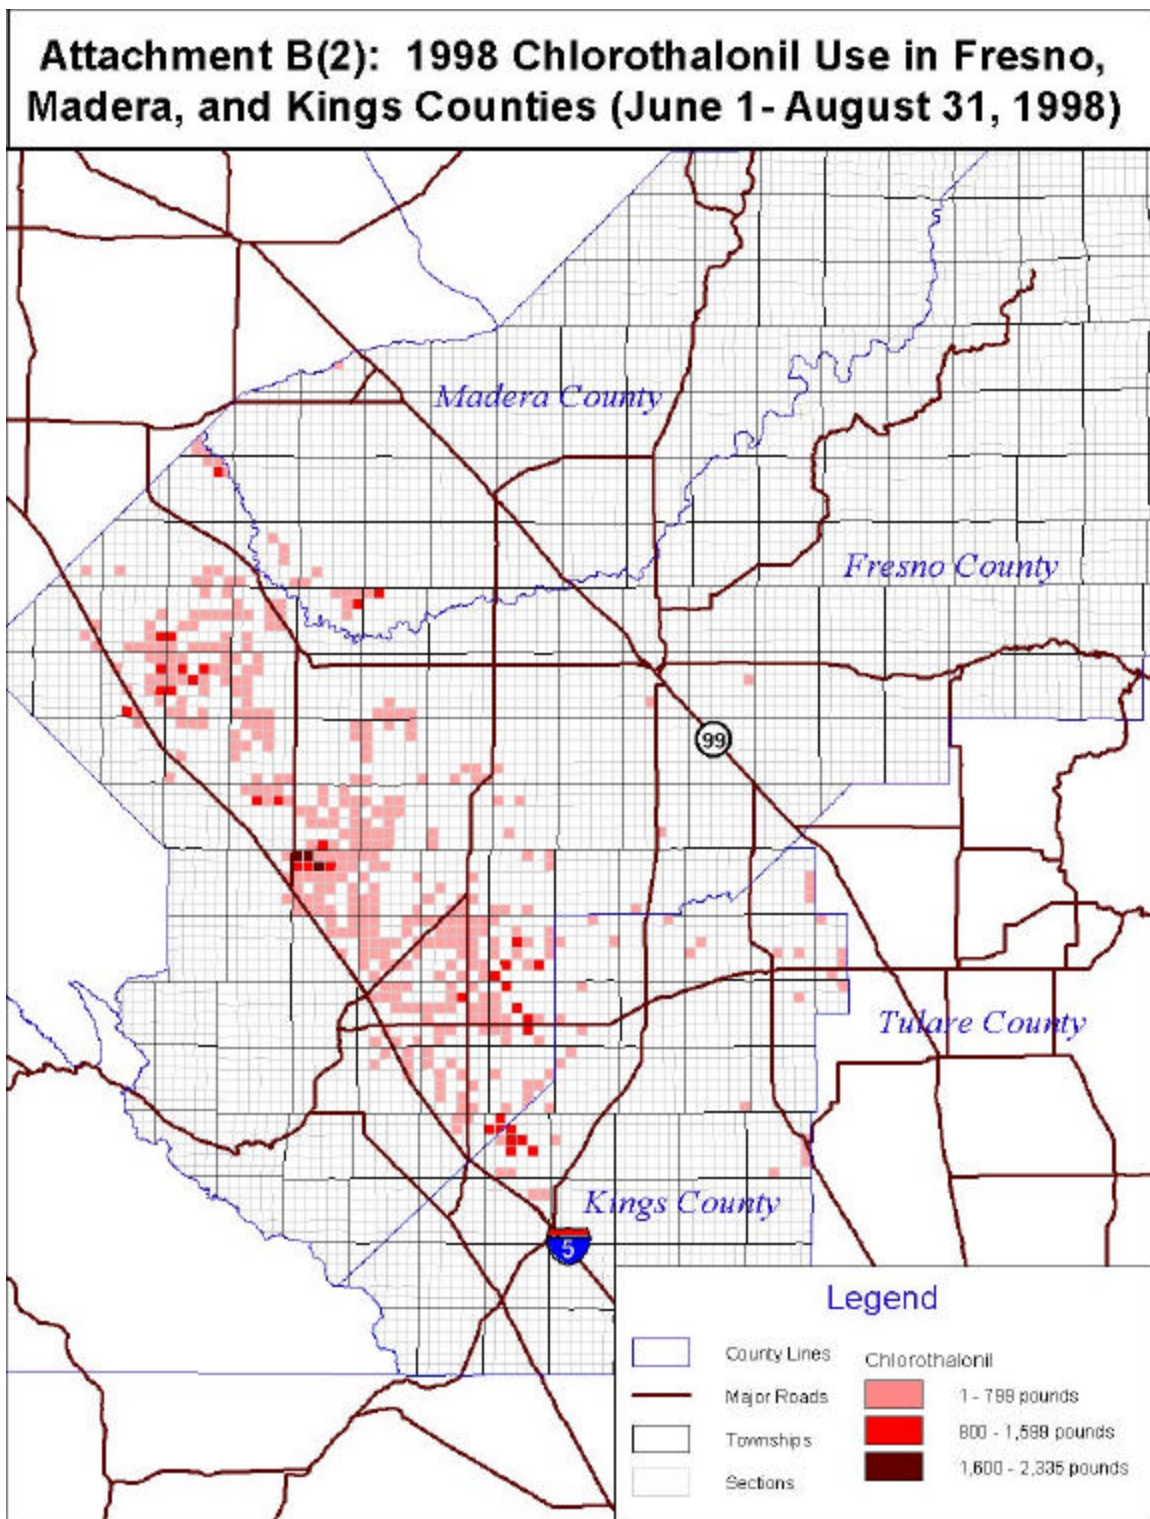 Attachment B(2): 1998 Chlorothalonil Use in Fresno,
Madera, and Kings Counties (June 1- August 31, 1998)
Madera County
Fresno County
99
Tulare County
Kings County
5
Legend
County Lines
Major Roads
Townships
Sections
Chlorothalonil
1 - 799 pounds
800 - 1,599 pounds
1,600 - 2,335 pounds